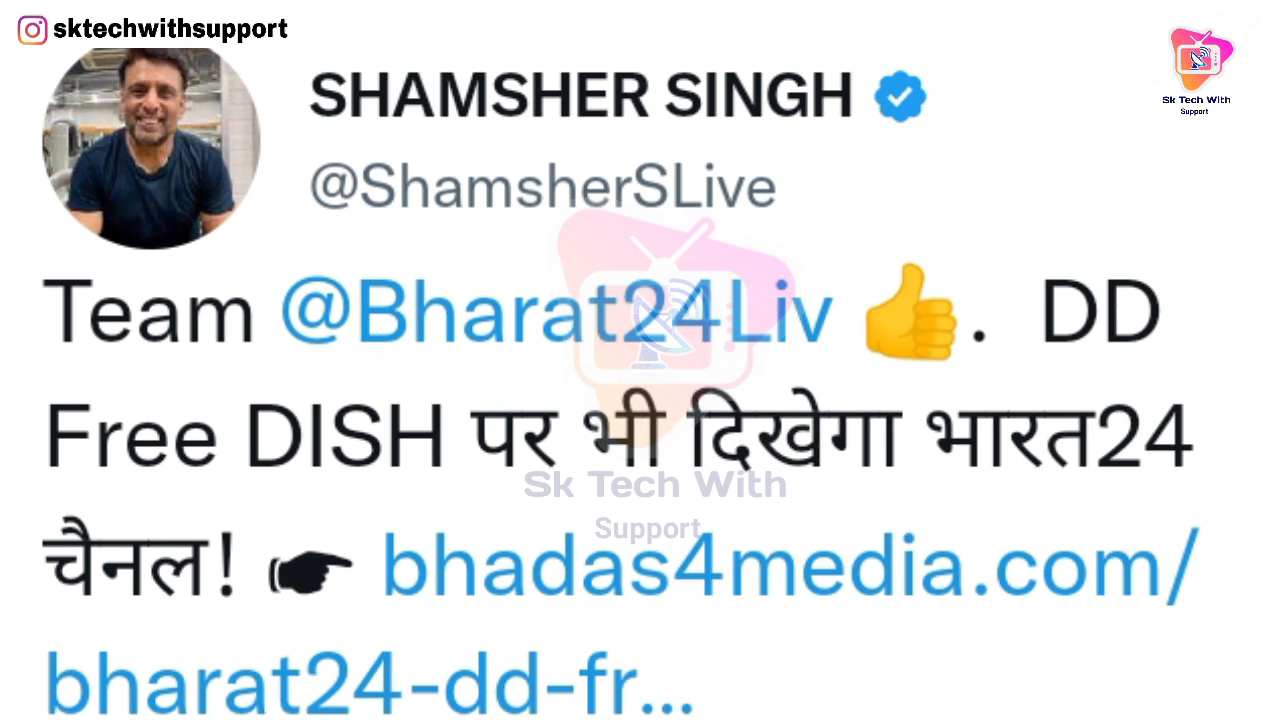 sktechwithsupport
Sk Tech With
Support
SHAMSHER SINGH
@ShamsherSLive
Team @Bharat24Liv 👍. DD
Free DISH पर भी दिखेगा भारत24
Sk Tech With
Support
चैनल! 👉 bhadas4media.com/
bharat24-dd-fr...